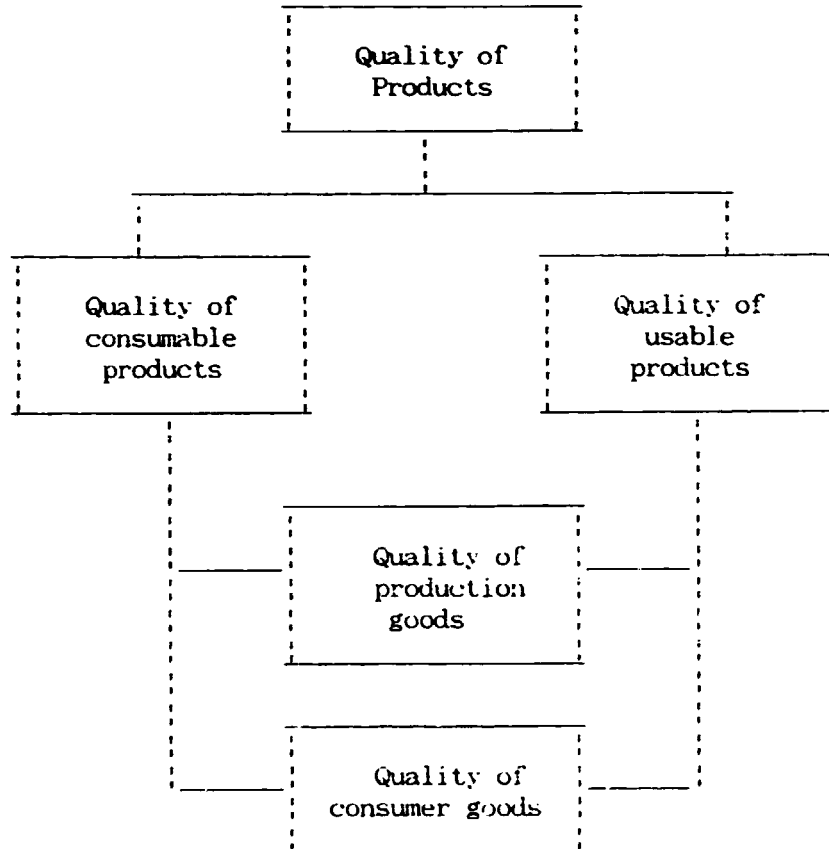 Quality of
Products
Quality of
consumable
products
Quality of
usable
products
Quality of
production
goods
Quality of
consumer goods